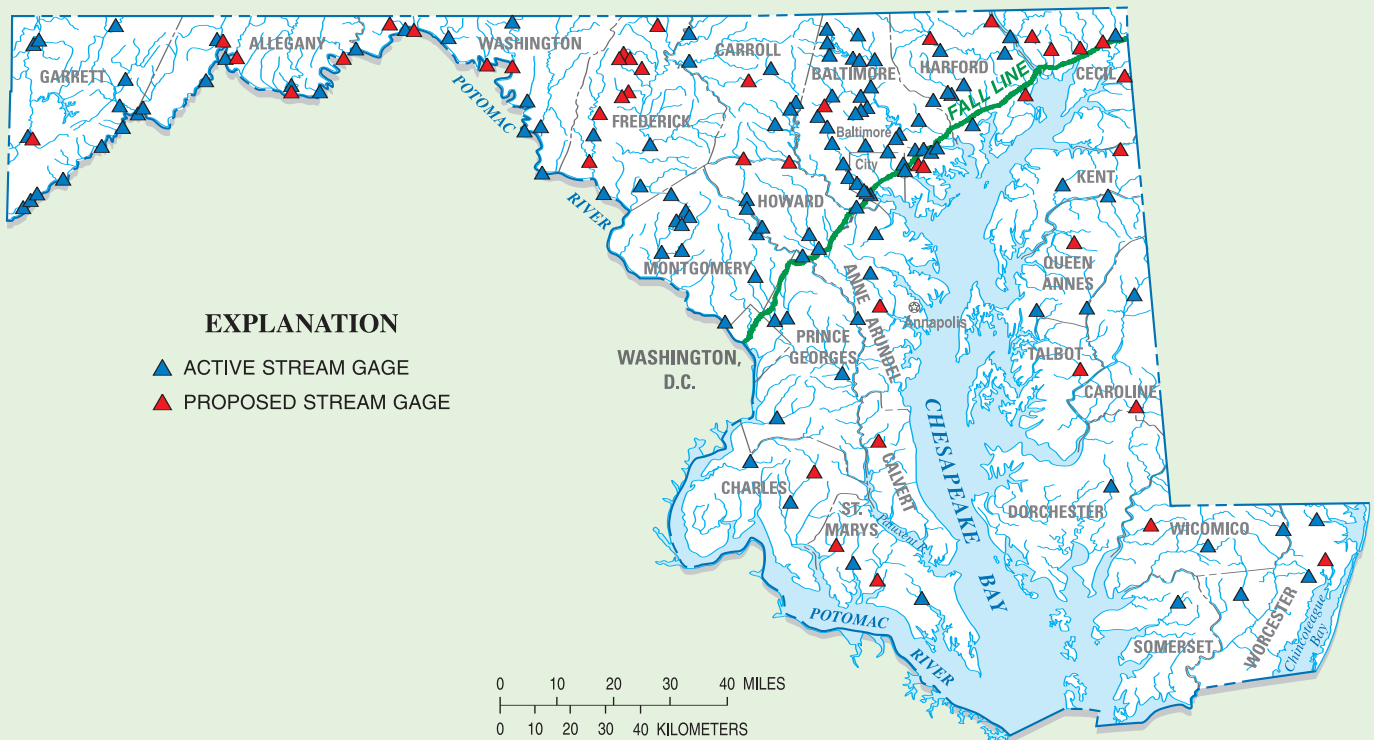 GARRETT
ALLEGANY
WASHINGTON
CARROLL
BALTIMORE
HARFORD
CECIL
FALL LINE
POTOMAC
RIVER
FREDERICK
Baltimore
City
KENT
HOWARD
MONTGOMERY
QUEEN
ANNES
ANNE
ARUNDEL
Annapolis
PRINCE
GEORGES
TALBOT
CAROLINE
WASHINGTON,
D.C.
EXPLANATION
ACTIVE STREAM GAGE
PROPOSED STREAM GAGE
CHESAPEAKE
BAY
CHARLES
CALVERT
ST.
MARYS
Patuxent R.
DORCHESTER
WICOMICO
WORCESTER
SOMERSET
Chincoteague
Bay
POTOMAC
RIVER
0 10 20 30 40 MILES
0 10 20 30 40 KILOMETERS